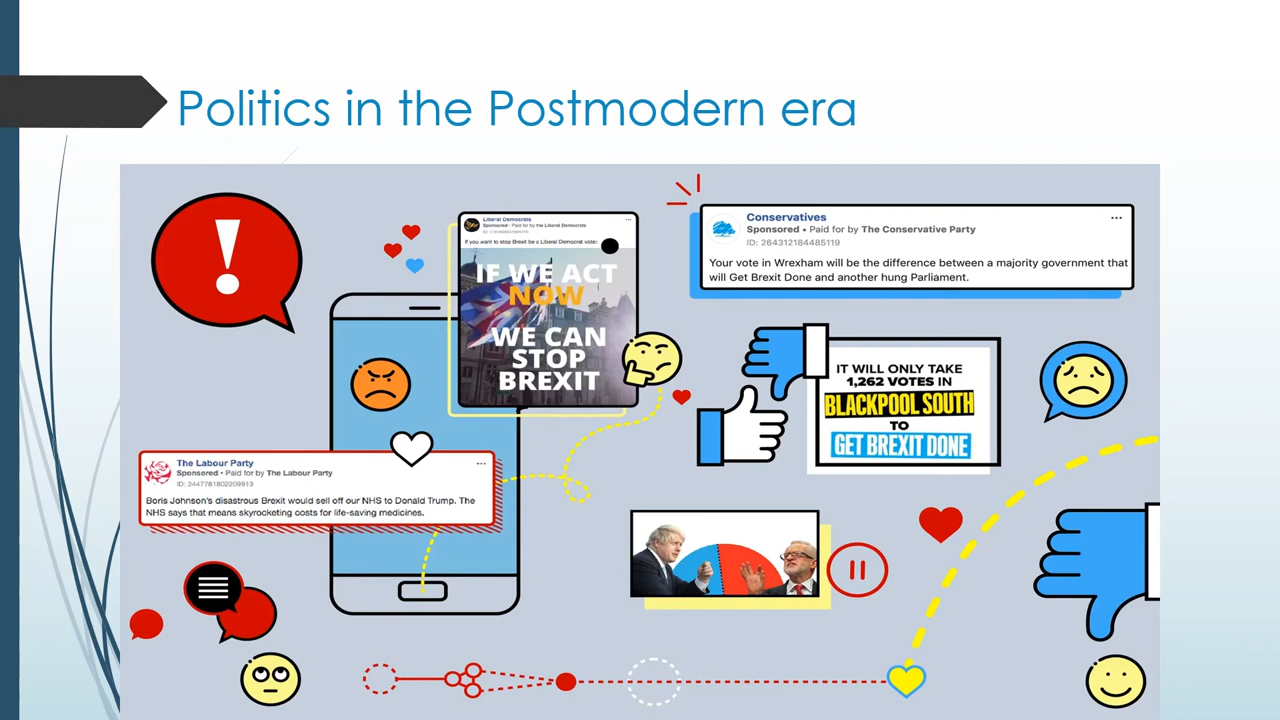 Politics in the Postmodern era
Liberal Democrats
Sponsored • Paid for by the Liberal Democrats
If you want to stop Brexit be a Liberal Democrat voter.
IF WE ACT
NOW
WE CAN
STOP
BREXIT
Conservatives
Sponsored • Paid for by The Conservative Party
ID: 264312184485119
Your vote in Wrexham will be the difference between a majority government that
will Get Brexit Done and another hung Parliament.
IT WILL ONLY TAKE
1,262 VOTES IN
BLACKPOOL SOUTH
TO
GET BREXIT DONE
The Labour Party
Sponsored • Paid for by The Labour Party
ID: 2447781802209913
Boris Johnson's disastrous Brexit would sell off our NHS to Donald Trump. The
NHS says that means skyrocketing costs for life-saving medicines.